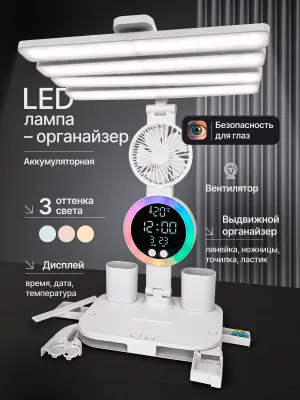 LED
лампа
– органайзер
Аккумуляторная
Безопасность
для глаз
3 оттенка
света
Вентилятор
Выдвижной
органайзер
линейка, ножницы,
точилка, ластик
Дисплей
время, дата,
температура
20°C
12:00
3 23